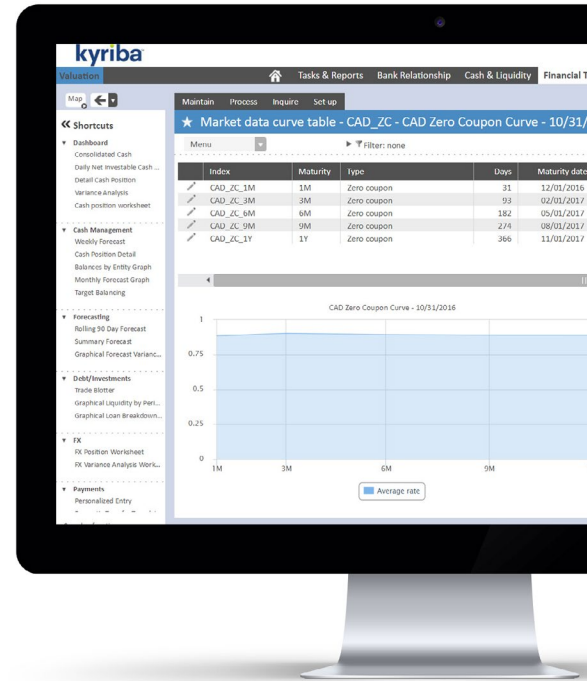 kyriba
Valuation
Tasks & Reports Bank Relationship Cash & Liquidity Financial T
Map
Maintain Process Inquire Set up
Shortcuts
★ Market data curve table - CAD_ZC - CAD Zero Coupon Curve - 10/31/
Menu
Filter: none
Dashboard
Consolidated Cash
Daily Net Investable Cash ...
Detail Cash Position
Variance Analysis
Cash position worksheet
Index Maturity Type Days Maturity date
CAD_ZC_1M 1M Zero coupon 31 12/01/2016
CAD_ZC_3M 3M Zero coupon 93 02/01/2017
CAD_ZC_6M 6M Zero coupon 182 05/01/2017
CAD_ZC_9M 9M Zero coupon 274 08/01/2017
CAD_ZC_1Y 1Y Zero coupon 366 11/01/2017
Cash Management
Weekly Forecast
Cash Position Detail
Balances by Entity Graph
Monthly Forecast Graph
Target Balancing
Forecasting
Rolling 90 Day Forecast
Summary Forecast
Graphical Forecast Varianc...
Debt/Investments
Trade Blotter
Graphical Liquidity by Peri...
Graphical Loan Breakdown...
FX
FX Position Worksheet
FX Variance Analysis Work...
Payments
Personalized Entry
CAD Zero Coupon Curve - 10/31/2016
1
0.75
0.5
0.25
0
1M 3M 6M 9M
Average rate